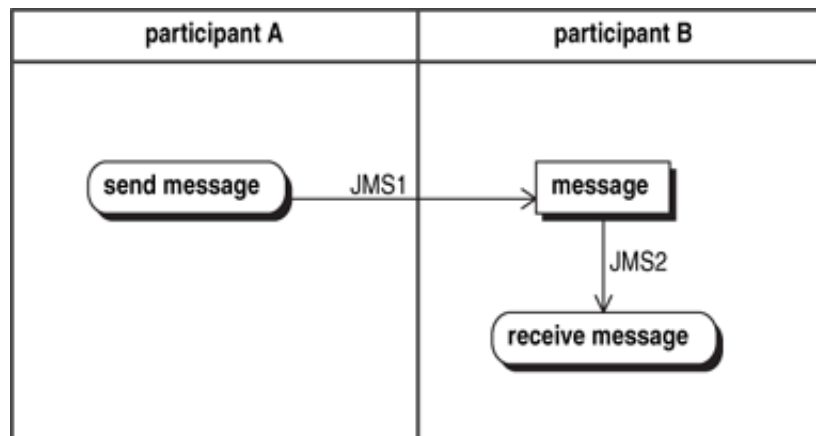 participant A
participant B
send message
JMS1
message
JMS2
receive message